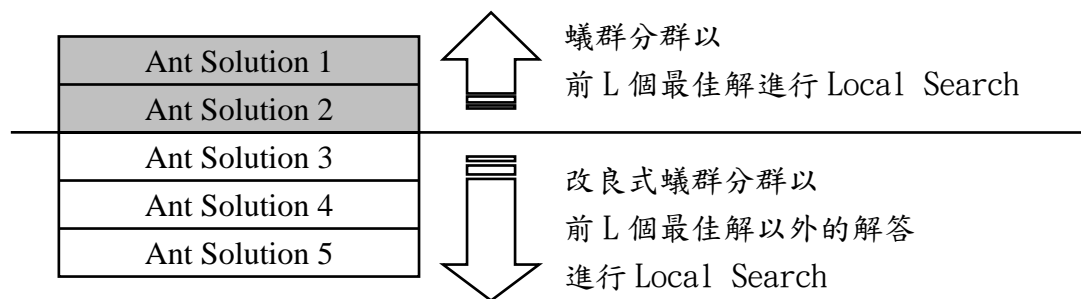 Ant Solution 1
Ant Solution 2
Ant Solution 3
Ant Solution 4
Ant Solution 5
蟻群分群以
前 L 個最佳解進行 Local Search
改良式蟻群分群以
前 L 個最佳解以外的解答
進行 Local Search